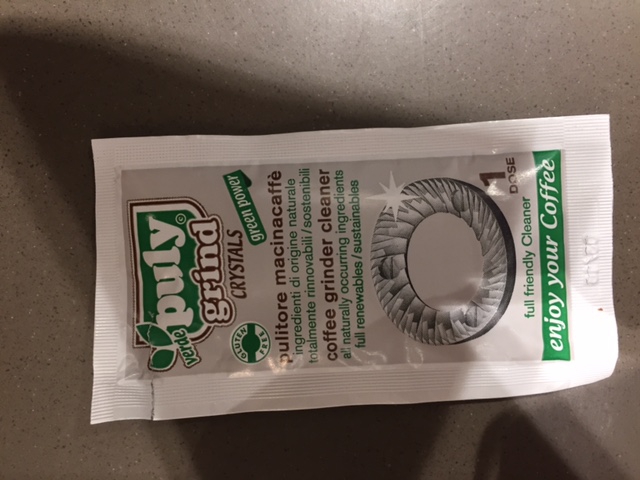 puly
verde
grind
CRYSTALS
green power
GLUTEN
FREE
pulitore macinacaffè
ingredienti di origine naturale
totalmente rinnovabili/sostenibili
coffee grinder cleaner
all naturally occurring ingredients
full renewables/sustainables
1
DOSE
full friendly Cleaner
enjoy your Coffee